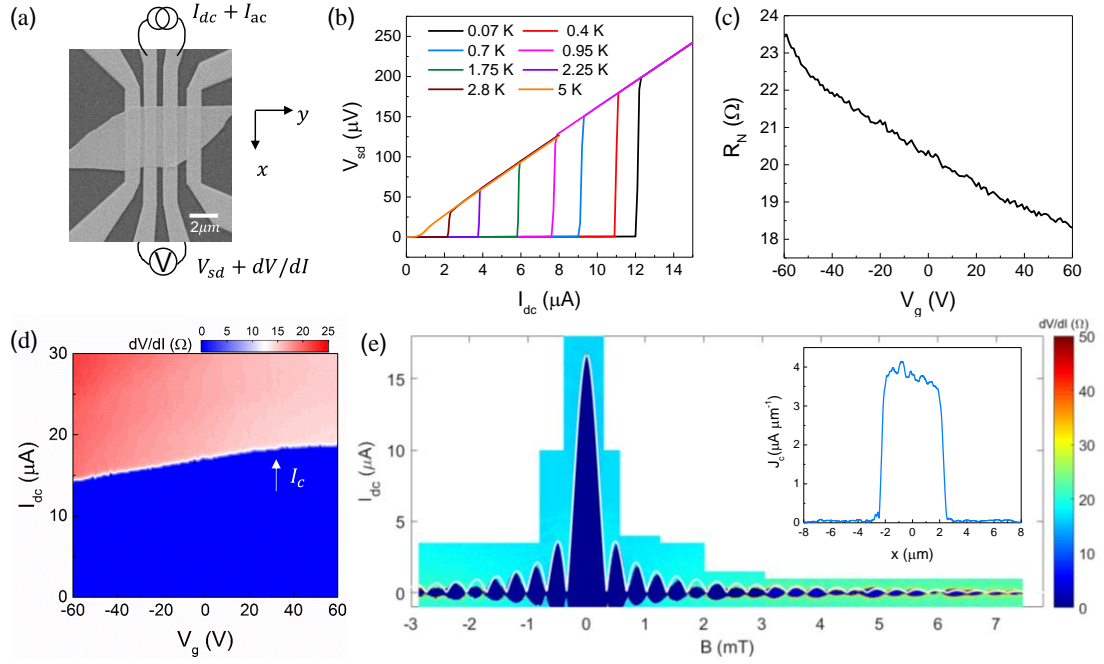 (a)
I_dc + I_ac
y
x
2μm
V
V_sd + dV/dI
(b)
V_sd (μV)
250
200
150
100
50
0
0.07 K 0.4 K
0.7 K 0.95 K
1.75 K 2.25 K
2.8 K 5 K
0 2 4 6 8 10 12 14
I_dc (μA)
(c)
R_N (Ω)
24
23
22
21
20
19
18
-60 -40 -20 0 20 40 60
V_g (V)
(d)
dV/dI (Ω)
0 5 10 15 20 25
I_dc (μA)
30
20
10
0
I_c
-60 -40 -20 0 20 40 60
V_g (V)
(e)
I_dc (μA)
15
10
5
0
-3 -2 -1 0 1 2 3 4 5 6 7
B (mT)
J_c(μA μm⁻¹)
4
3
2
1
0
-8 -6 -4 -2 0 2 4 6 8
x (μm)
dV/dI (Ω)
50
40
30
20
10
0